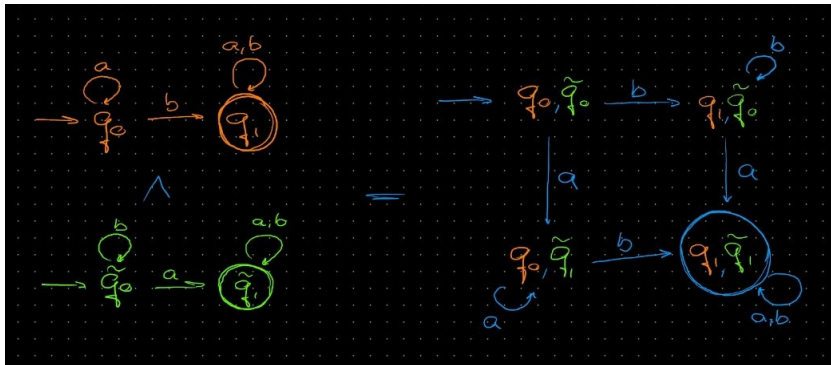 a
a,b
b
q₀
q₁
∧
b
a,b
a
q̃₀
q̃₁
=
b
q₀, q̃₀
b
q₁, q̃₀
a
a
q₀, q̃₁
b
q₁, q̃₁
a
a,b